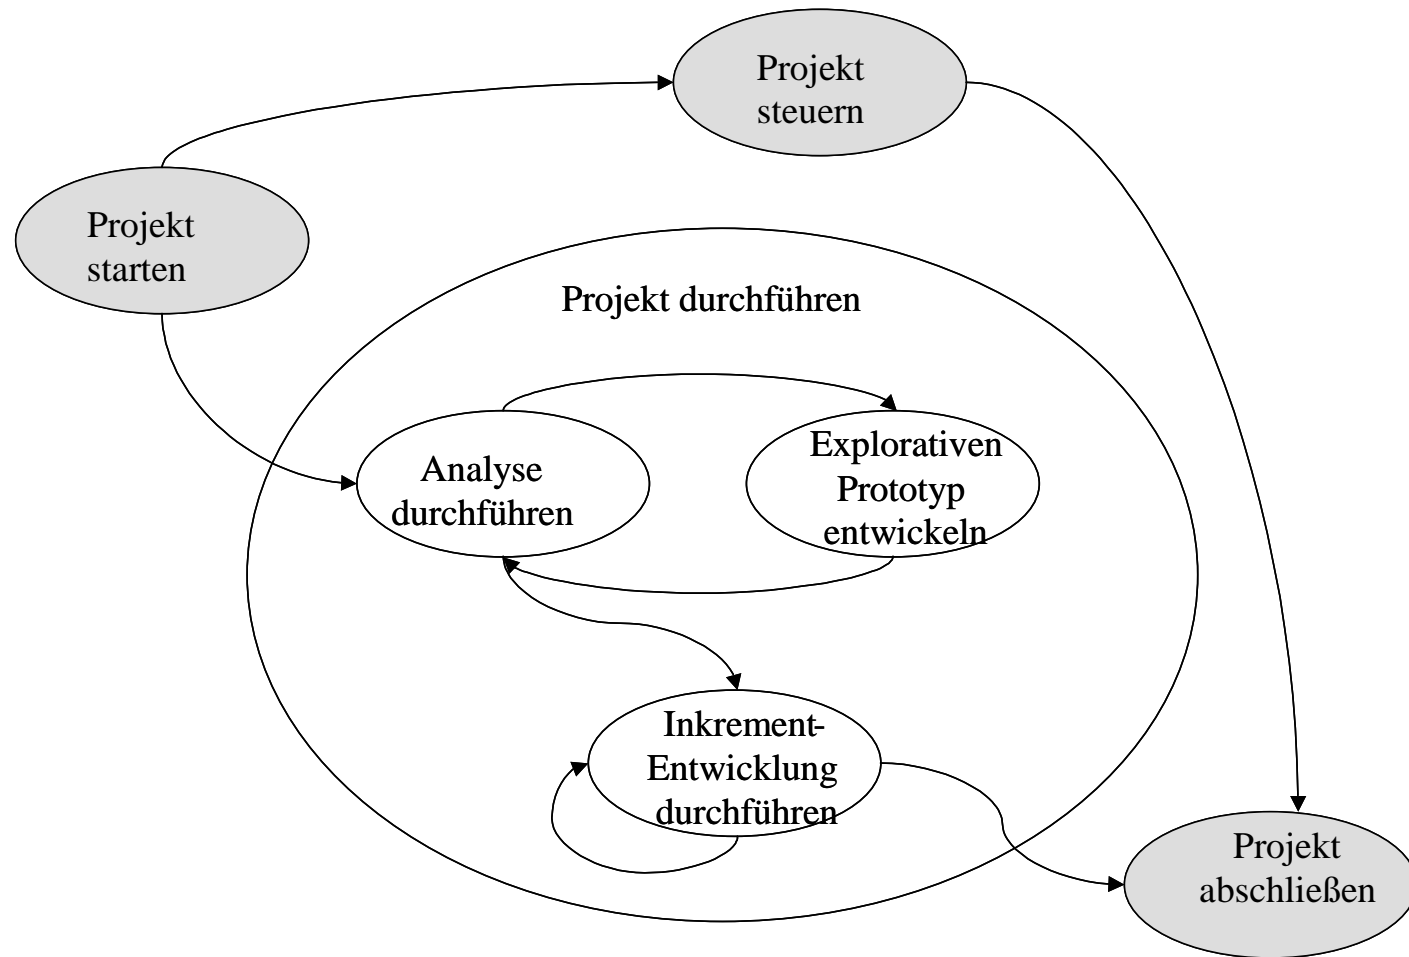 Projekt
steuern
Projekt
starten
Projekt durchführen
Analyse
durchführen
Explorativen
Prototyp
entwickeln
Inkrement-
Entwicklung
durchführen
Projekt
abschließen